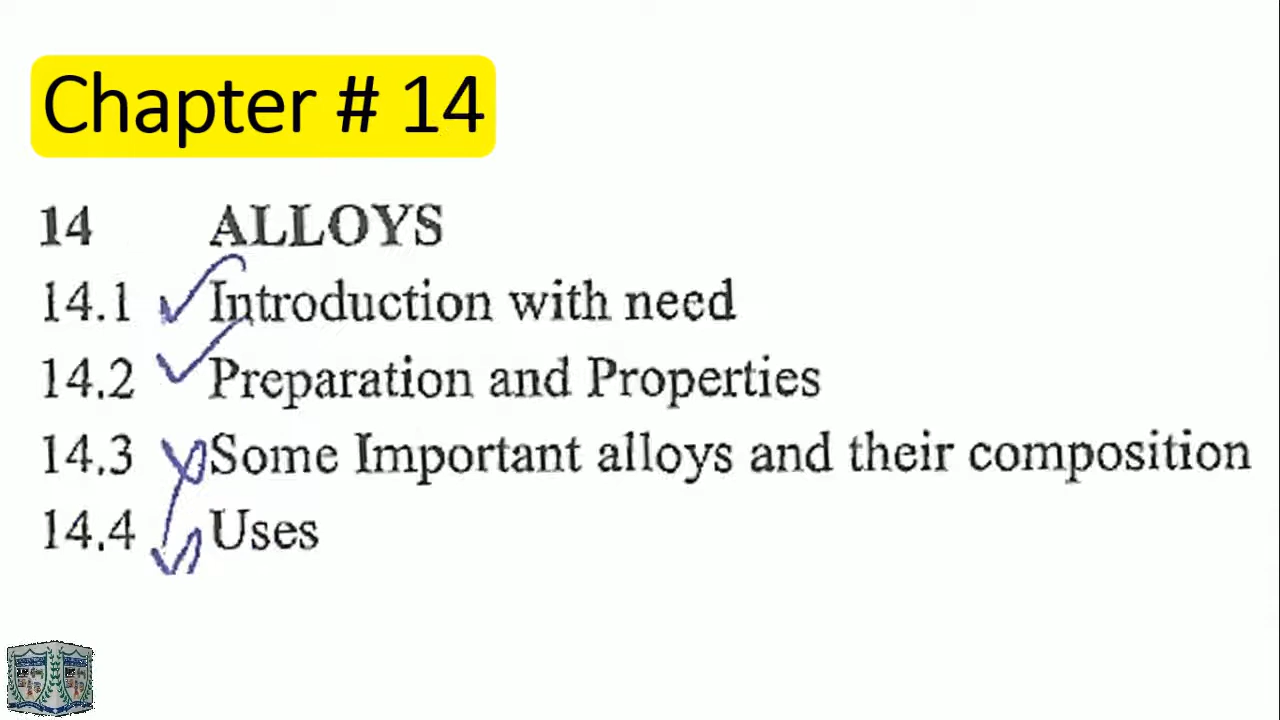 Chapter # 14
14 ALLOYS
14.1 Introduction with need
14.2 Preparation and Properties
14.3 Some Important alloys and their composition
14.4 Uses